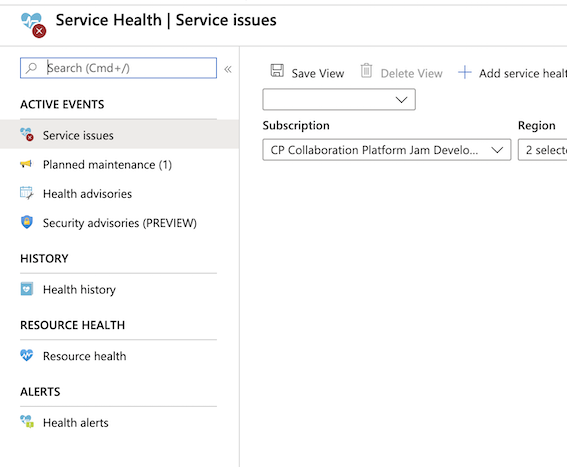 Service Health | Service issues
Search (Cmd+/)
«
ACTIVE EVENTS
Service issues
Planned maintenance (1)
Health advisories
Security advisories (PREVIEW)
HISTORY
Health history
RESOURCE HEALTH
Resource health
ALERTS
Health alerts
Save View Delete View Add service healt
Subscription Region
CP Collaboration Platform Jam Develo... 2 selecte